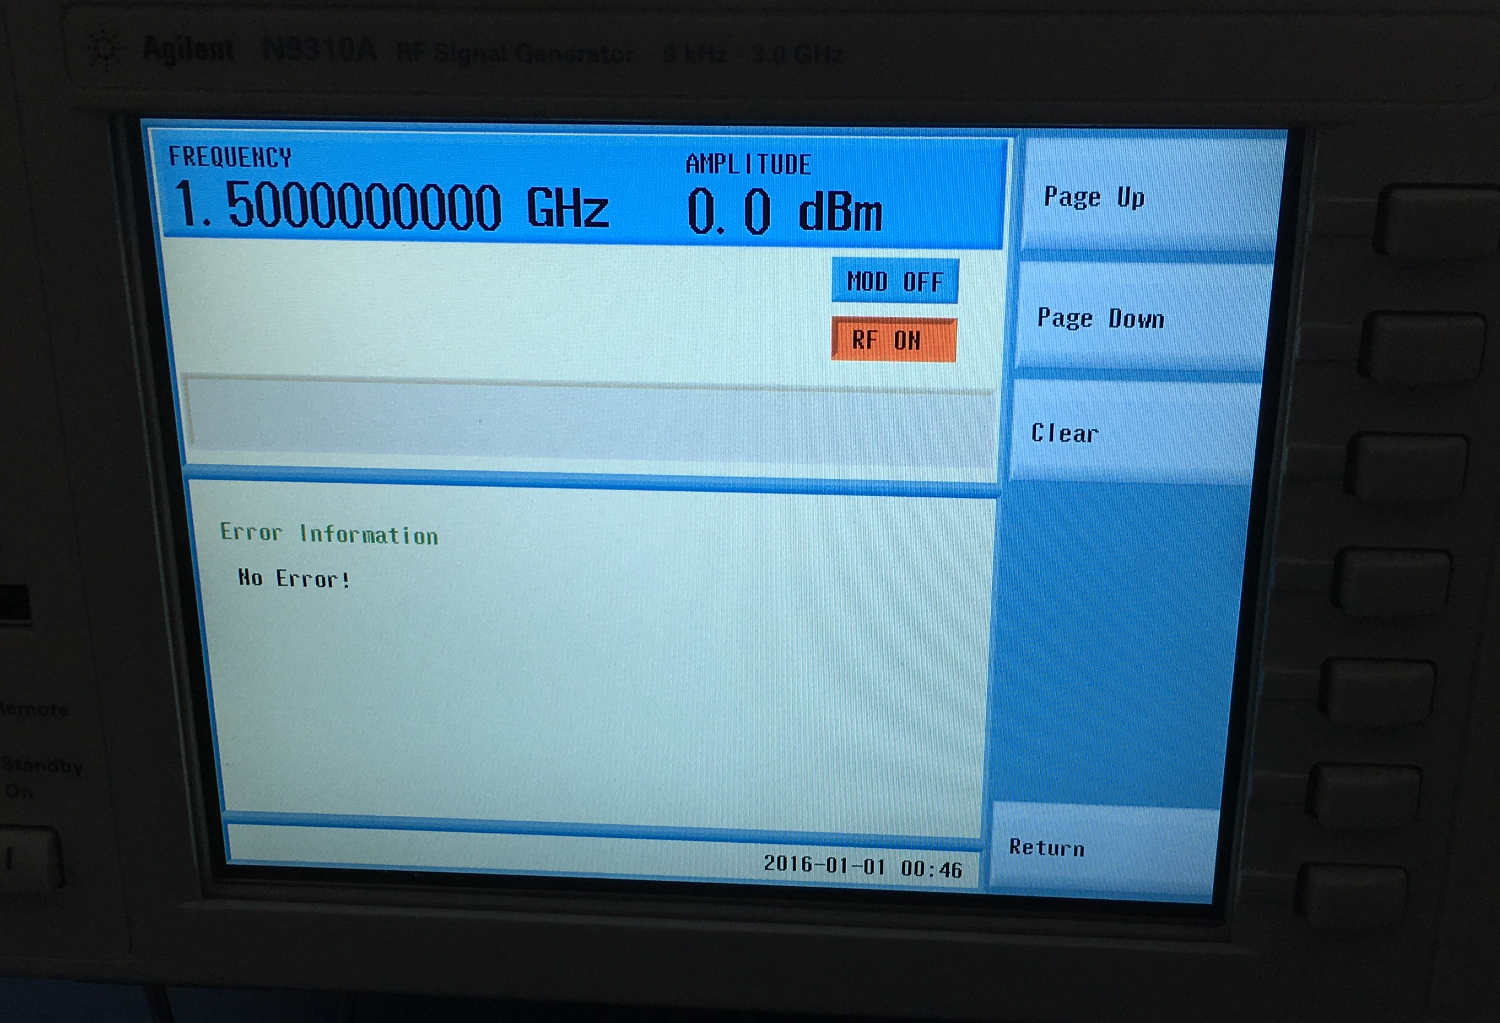 Agilent N9310A RF Signal Generator 9 kHz - 3.0 GHz
FREQUENCY
1.5000000000 GHz
AMPLITUDE
0.0 dBm
MOD OFF
RF ON
Error Information
No Error!
2016-01-01 00:46
Page Up
Page Down
Clear
Return
Remote
Standby
On